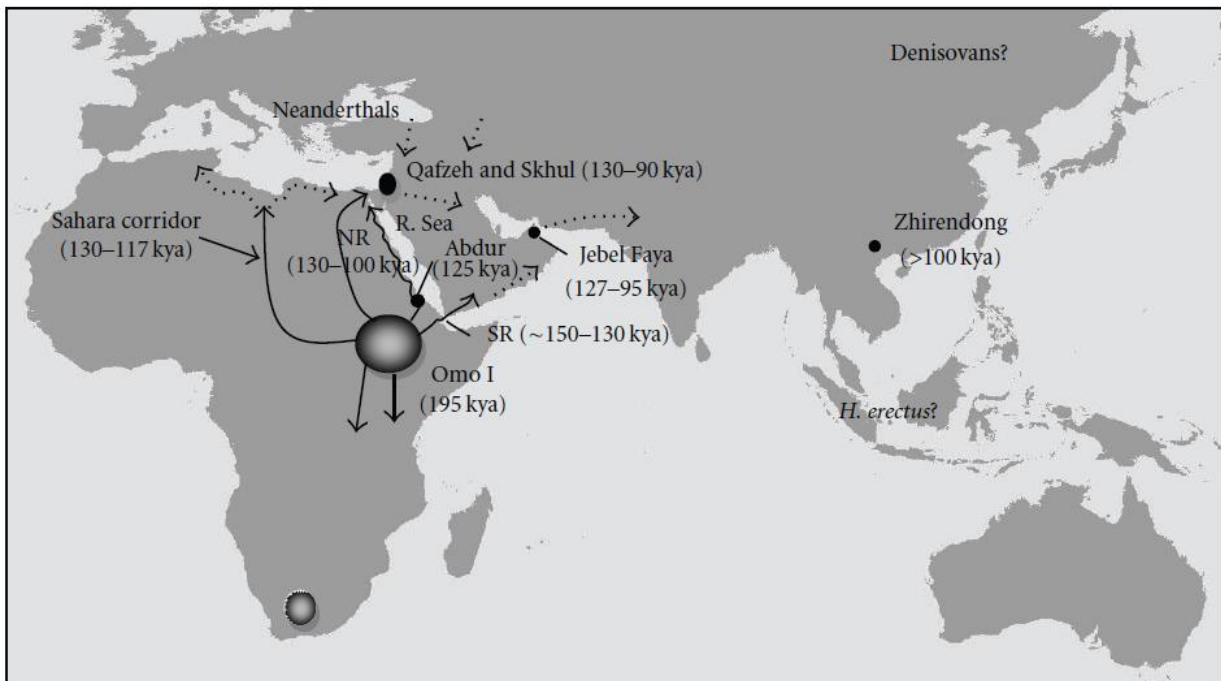 Denisovans?
Neanderthals
Qafzeh and Skhul (130–90 kya)
Sahara corridor
(130–117 kya)
R. Sea
NR
(130–100 kya)
Abdur
(125 kya)
Jebel Faya
(127–95 kya)
Zhirendong
(>100 kya)
SR (~150–130 kya)
Omo I
(195 kya)
H. erectus?